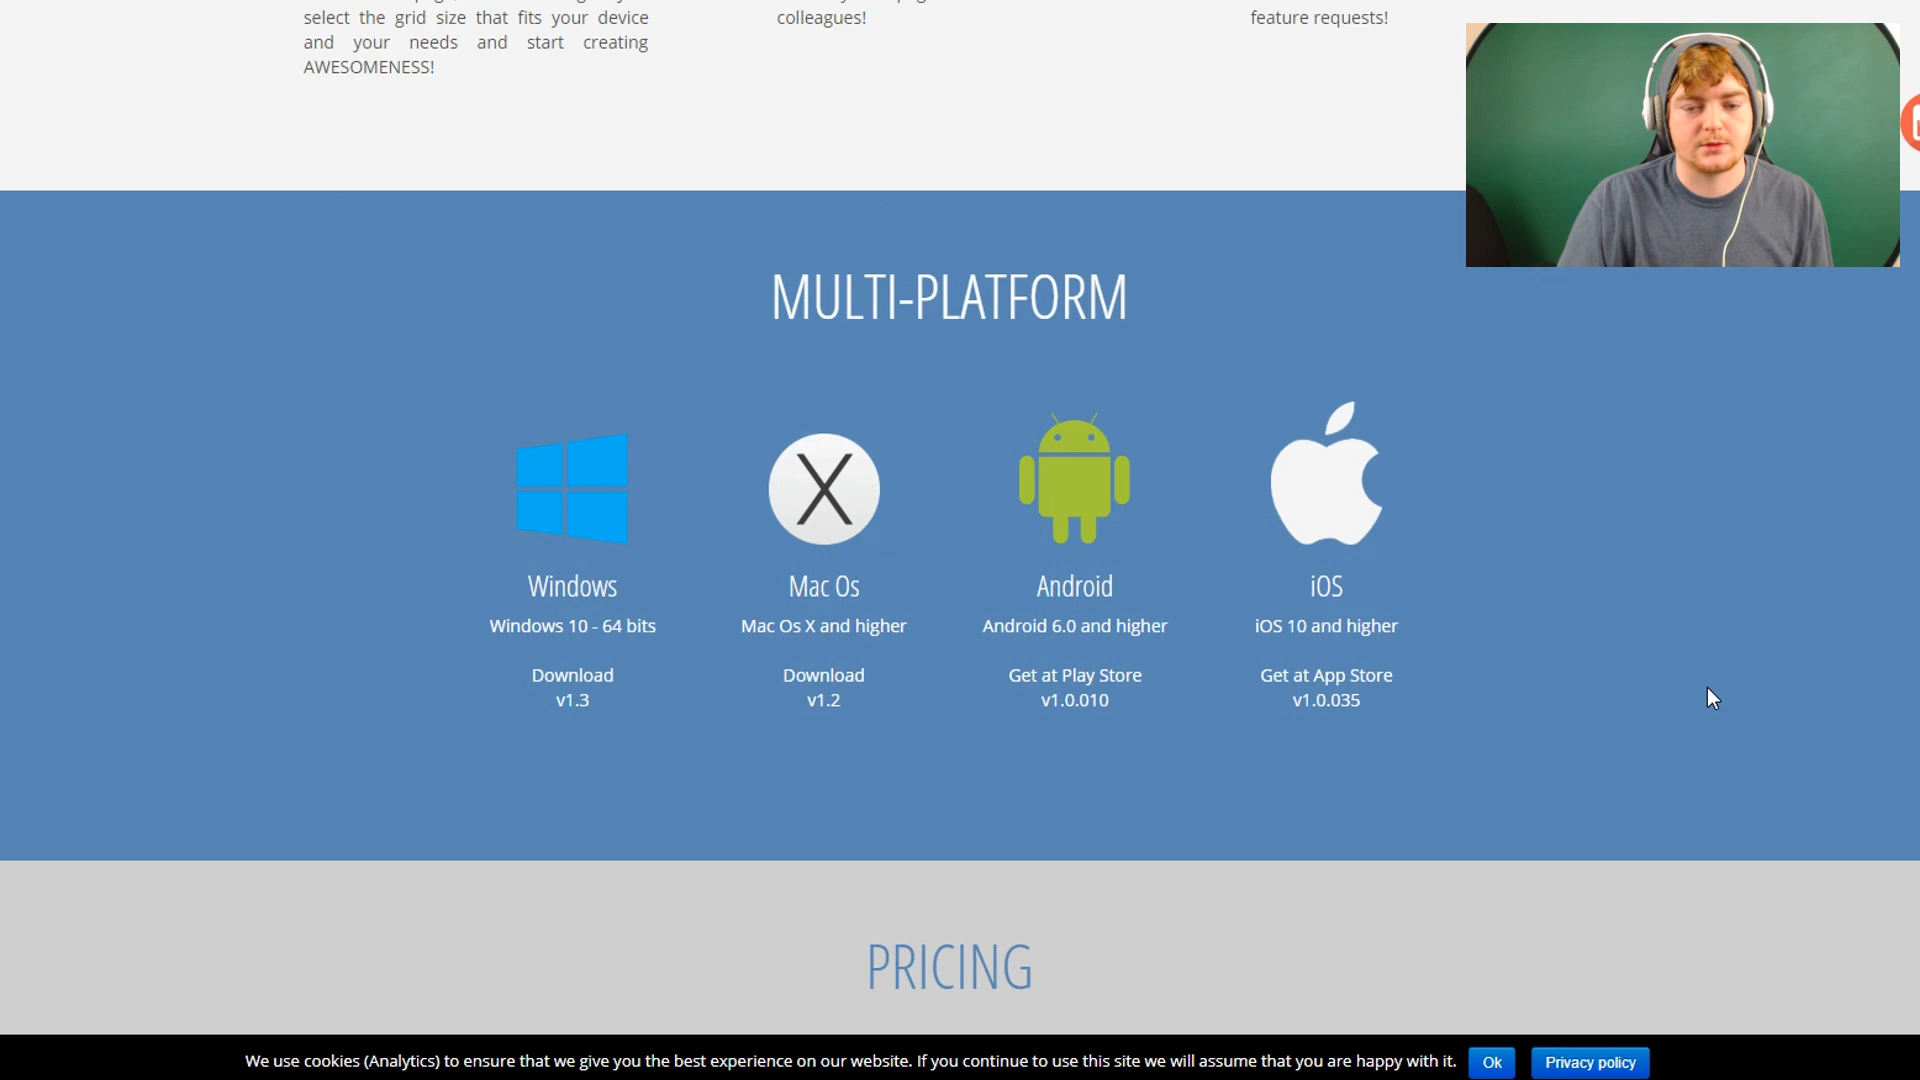 select the grid size that fits your device
and your needs and start creating
AWESOMENESS!
colleagues!
feature requests!
MULTI-PLATFORM
X
Windows
Windows 10 - 64 bits
Download
v1.3
Mac Os
Mac Os X and higher
Download
v1.2
Android
Android 6.0 and higher
Get at Play Store
v1.0.010
iOS
iOS 10 and higher
Get at App Store
v1.0.035
PRICING
We use cookies (Analytics) to ensure that we give you the best experience on our website. If you continue to use this site we will assume that you are happy with it.
Ok
Privacy policy